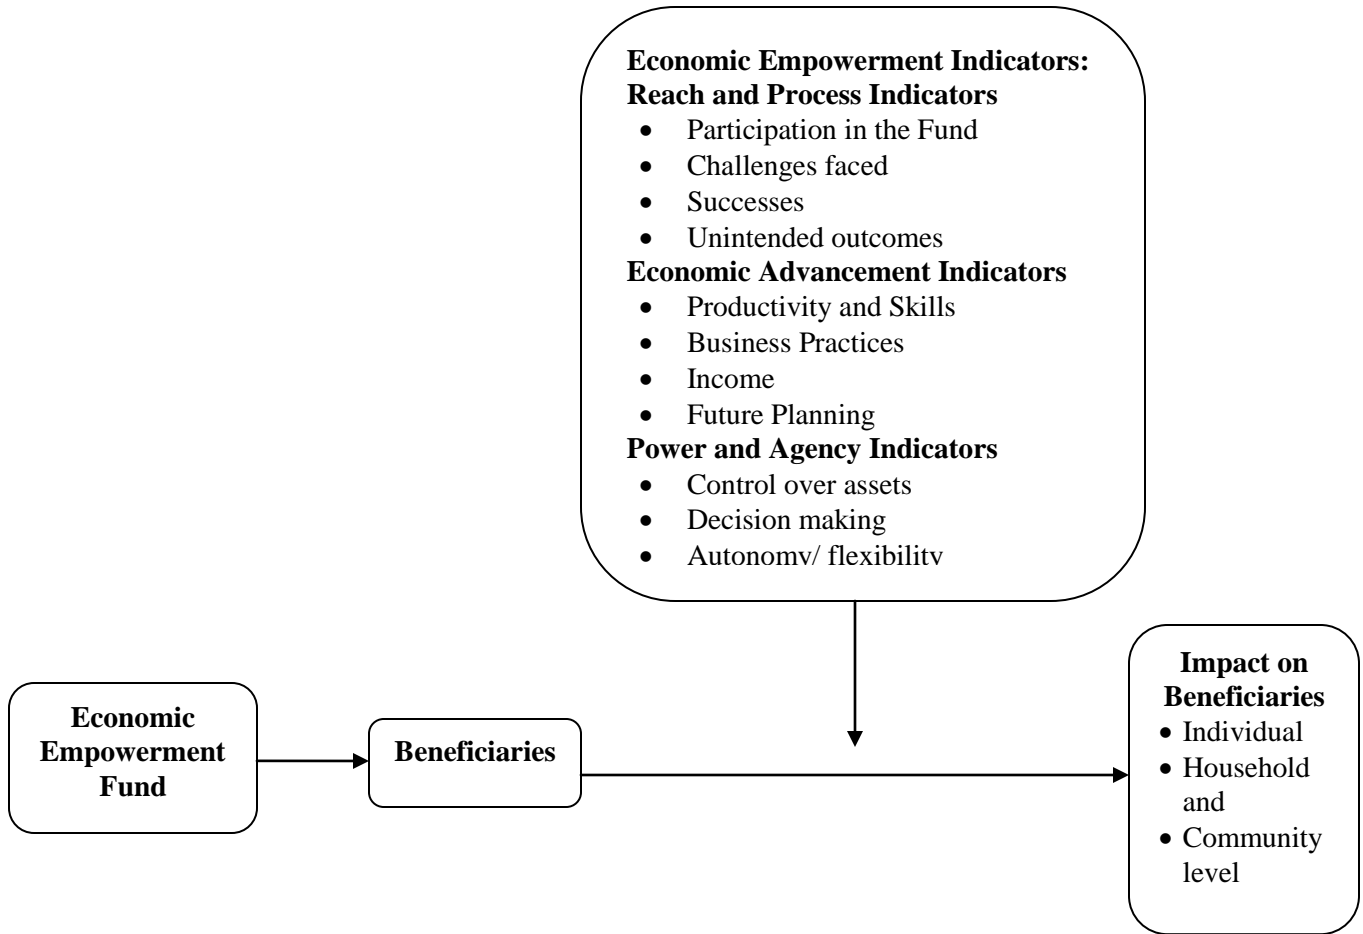 Economic Empowerment Indicators:
Reach and Process Indicators
• Participation in the Fund
• Challenges faced
• Successes
• Unintended outcomes
Economic Advancement Indicators
• Productivity and Skills
• Business Practices
• Income
• Future Planning
Power and Agency Indicators
• Control over assets
• Decision making
• Autonomy/ flexibility
Economic
Empowerment
Fund
Beneficiaries
Impact on
Beneficiaries
• Individual
• Household
and
• Community
level